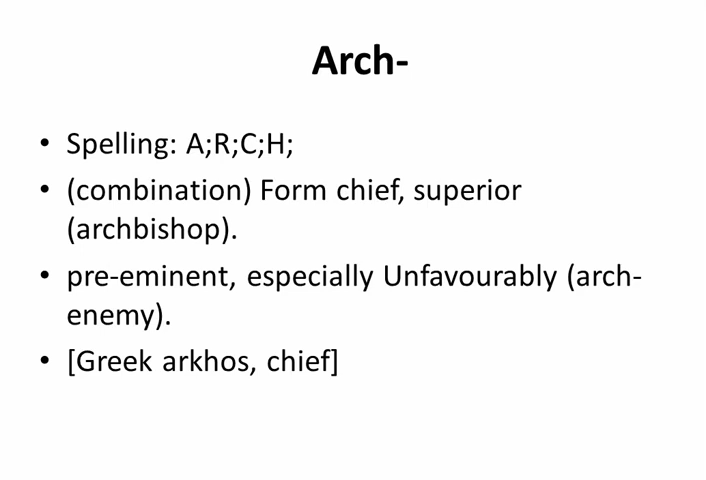 Arch-
• Spelling: A;R;C;H;
• (combination) Form chief, superior
(archbishop).
• pre-eminent, especially Unfavourably (arch-
enemy).
• [Greek arkhos, chief]